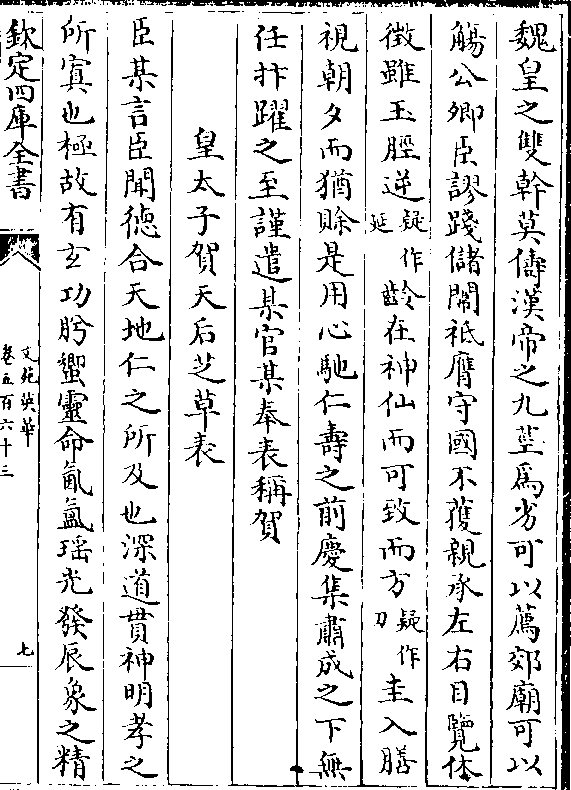 魏皇之雙幹莫儔漢帝之九莖爲劣可以薦郊廟可以
觴公卿臣謬踐儲闈祗膺守國不獲親承左右目覽休
徴雖玉脛逆疑作延齡在神仙而可致而方疑作刀圭入膳
視朝夕而猶賒是用心馳仁壽之前慶集肅成之下無
任抃躍之至謹遣某官某奉表稱賀
皇太子賀天后芝草表
臣某言臣聞德合天地仁之所及也深道貫神明孝之
所寘也極故有玄功肹蠁靈命氤氲瑶光發辰象之精
欽定四庫全書
文苑英華
卷五百六十三
七